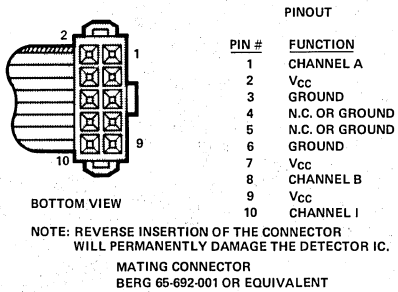 PINOUT
PIN # FUNCTION
1 CHANNEL A
2 VCC
3 GROUND
4 N.C. OR GROUND
5 N.C. OR GROUND
6 GROUND
7 VCC
8 CHANNEL B
9 VCC
10 CHANNEL I
2
1
9
10
BOTTOM VIEW
NOTE: REVERSE INSERTION OF THE CONNECTOR
WILL PERMANENTLY DAMAGE THE DETECTOR IC.
MATING CONNECTOR
BERG 65-692-001 OR EQUIVALENT